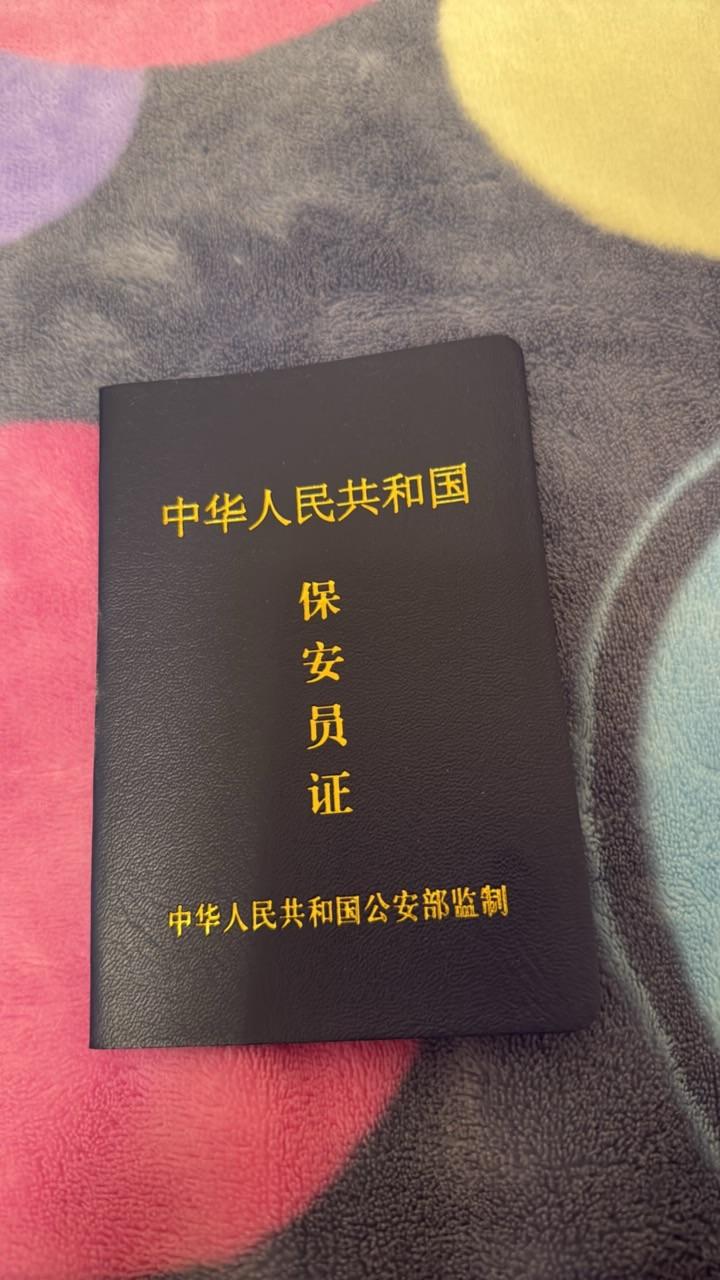 中华人民共和国
保
安
员
证
中华人民共和国公安部监制